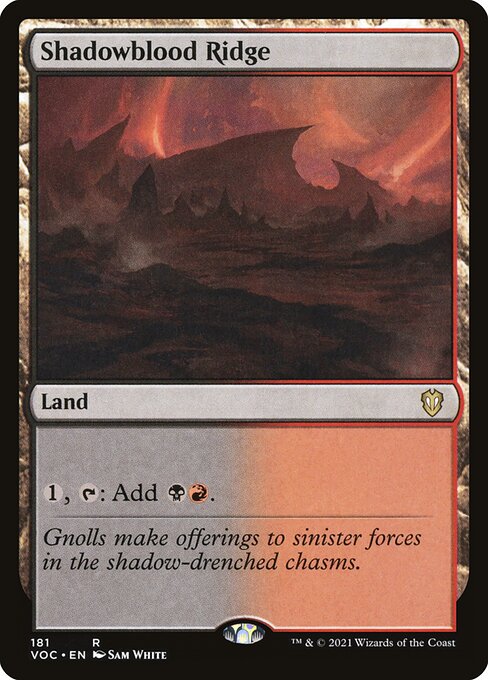 Shadowblood Ridge
Land
1, : Add .
Gnolls make offerings to sinister forces
in the shadow-drenched chasms.
181 R
VOC • EN Sam White
™ & © 2021 Wizards of the Coast